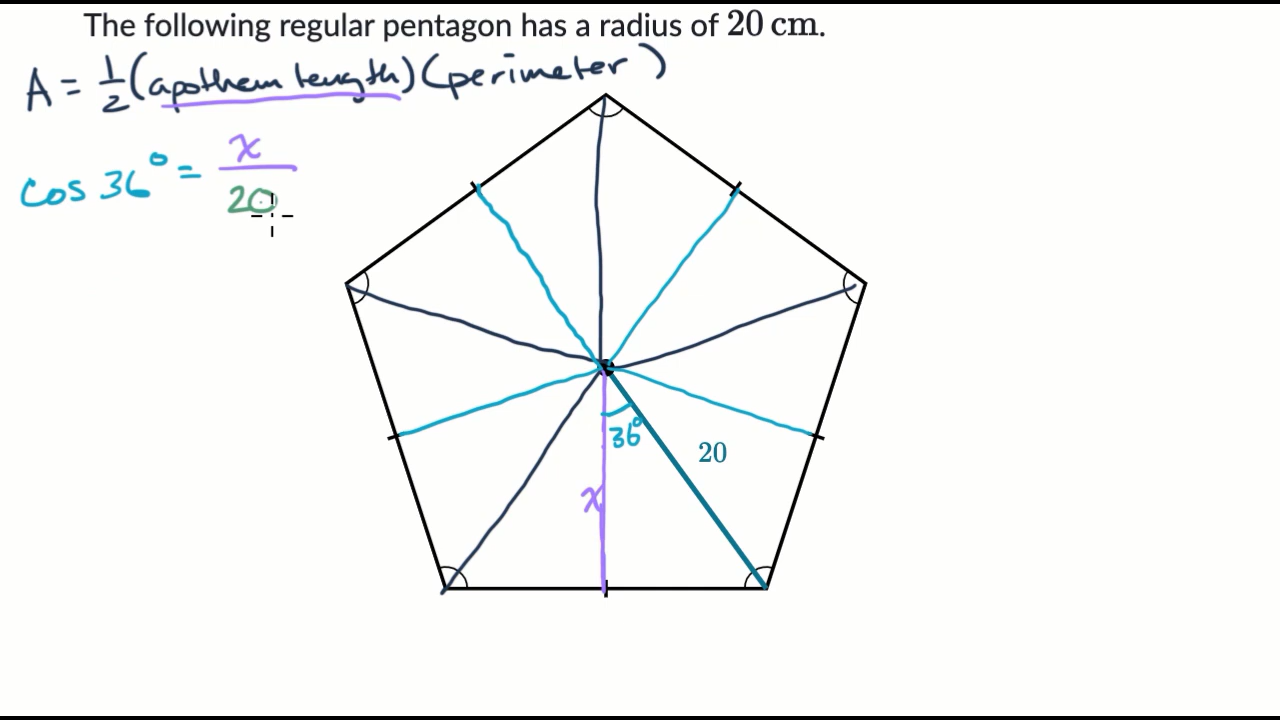 The following regular pentagon has a radius of 20 cm.
A = 1/2 (apothem length)(perimeter)
cos 36° = x/20
36°
20
x